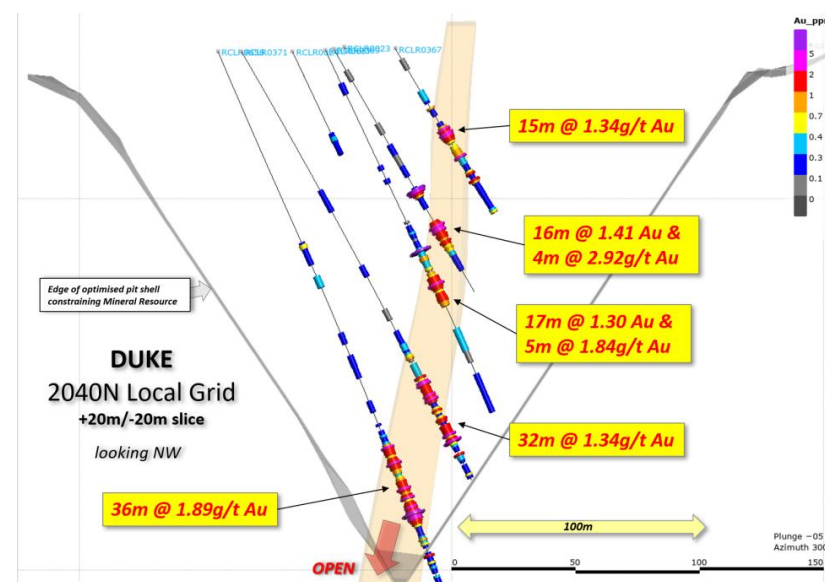 Au_ppm
RCLR0371
RCLR0023
RCLR0367
5
2
1
0.7
0.4
0.3
0.1
0
15m @ 1.34g/t Au
16m @ 1.41 Au &
4m @ 2.92g/t Au
Edge of optimised pit shell
constraining Mineral Resource
17m @ 1.30 Au &
5m @ 1.84g/t Au
DUKE
2040N Local Grid
+20m/-20m slice
looking NW
32m @ 1.34g/t Au
36m @ 1.89g/t Au
100m
Plunge −05
Azimuth 300
OPEN
0
50
100
150